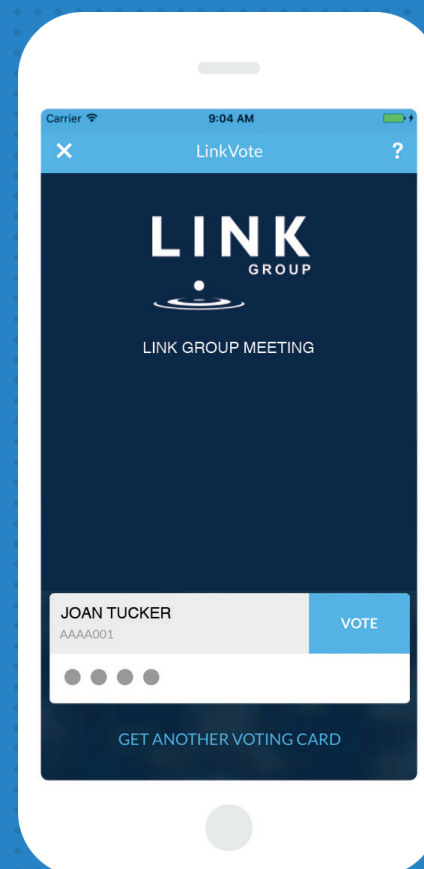 Carrier 9:04 AM
× LinkVote ?
LINK
GROUP
LINK GROUP MEETING
JOAN TUCKER
AAAA001
VOTE
GET ANOTHER VOTING CARD